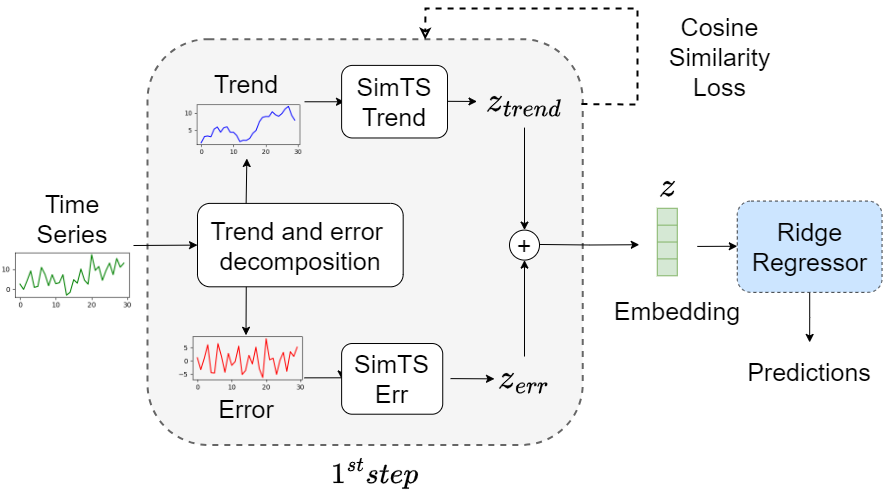 Cosine
Similarity
Loss
Trend
10
5
0 10 20 30
SimTS
Trend
z_{trend}
Time
Series
10
0
0 10 20 30
Trend and error
decomposition
+
z
Embedding
Ridge
Regressor
Predictions
5
0
−5
0 10 20 30
Error
SimTS
Err
z_{err}
1^{st}step